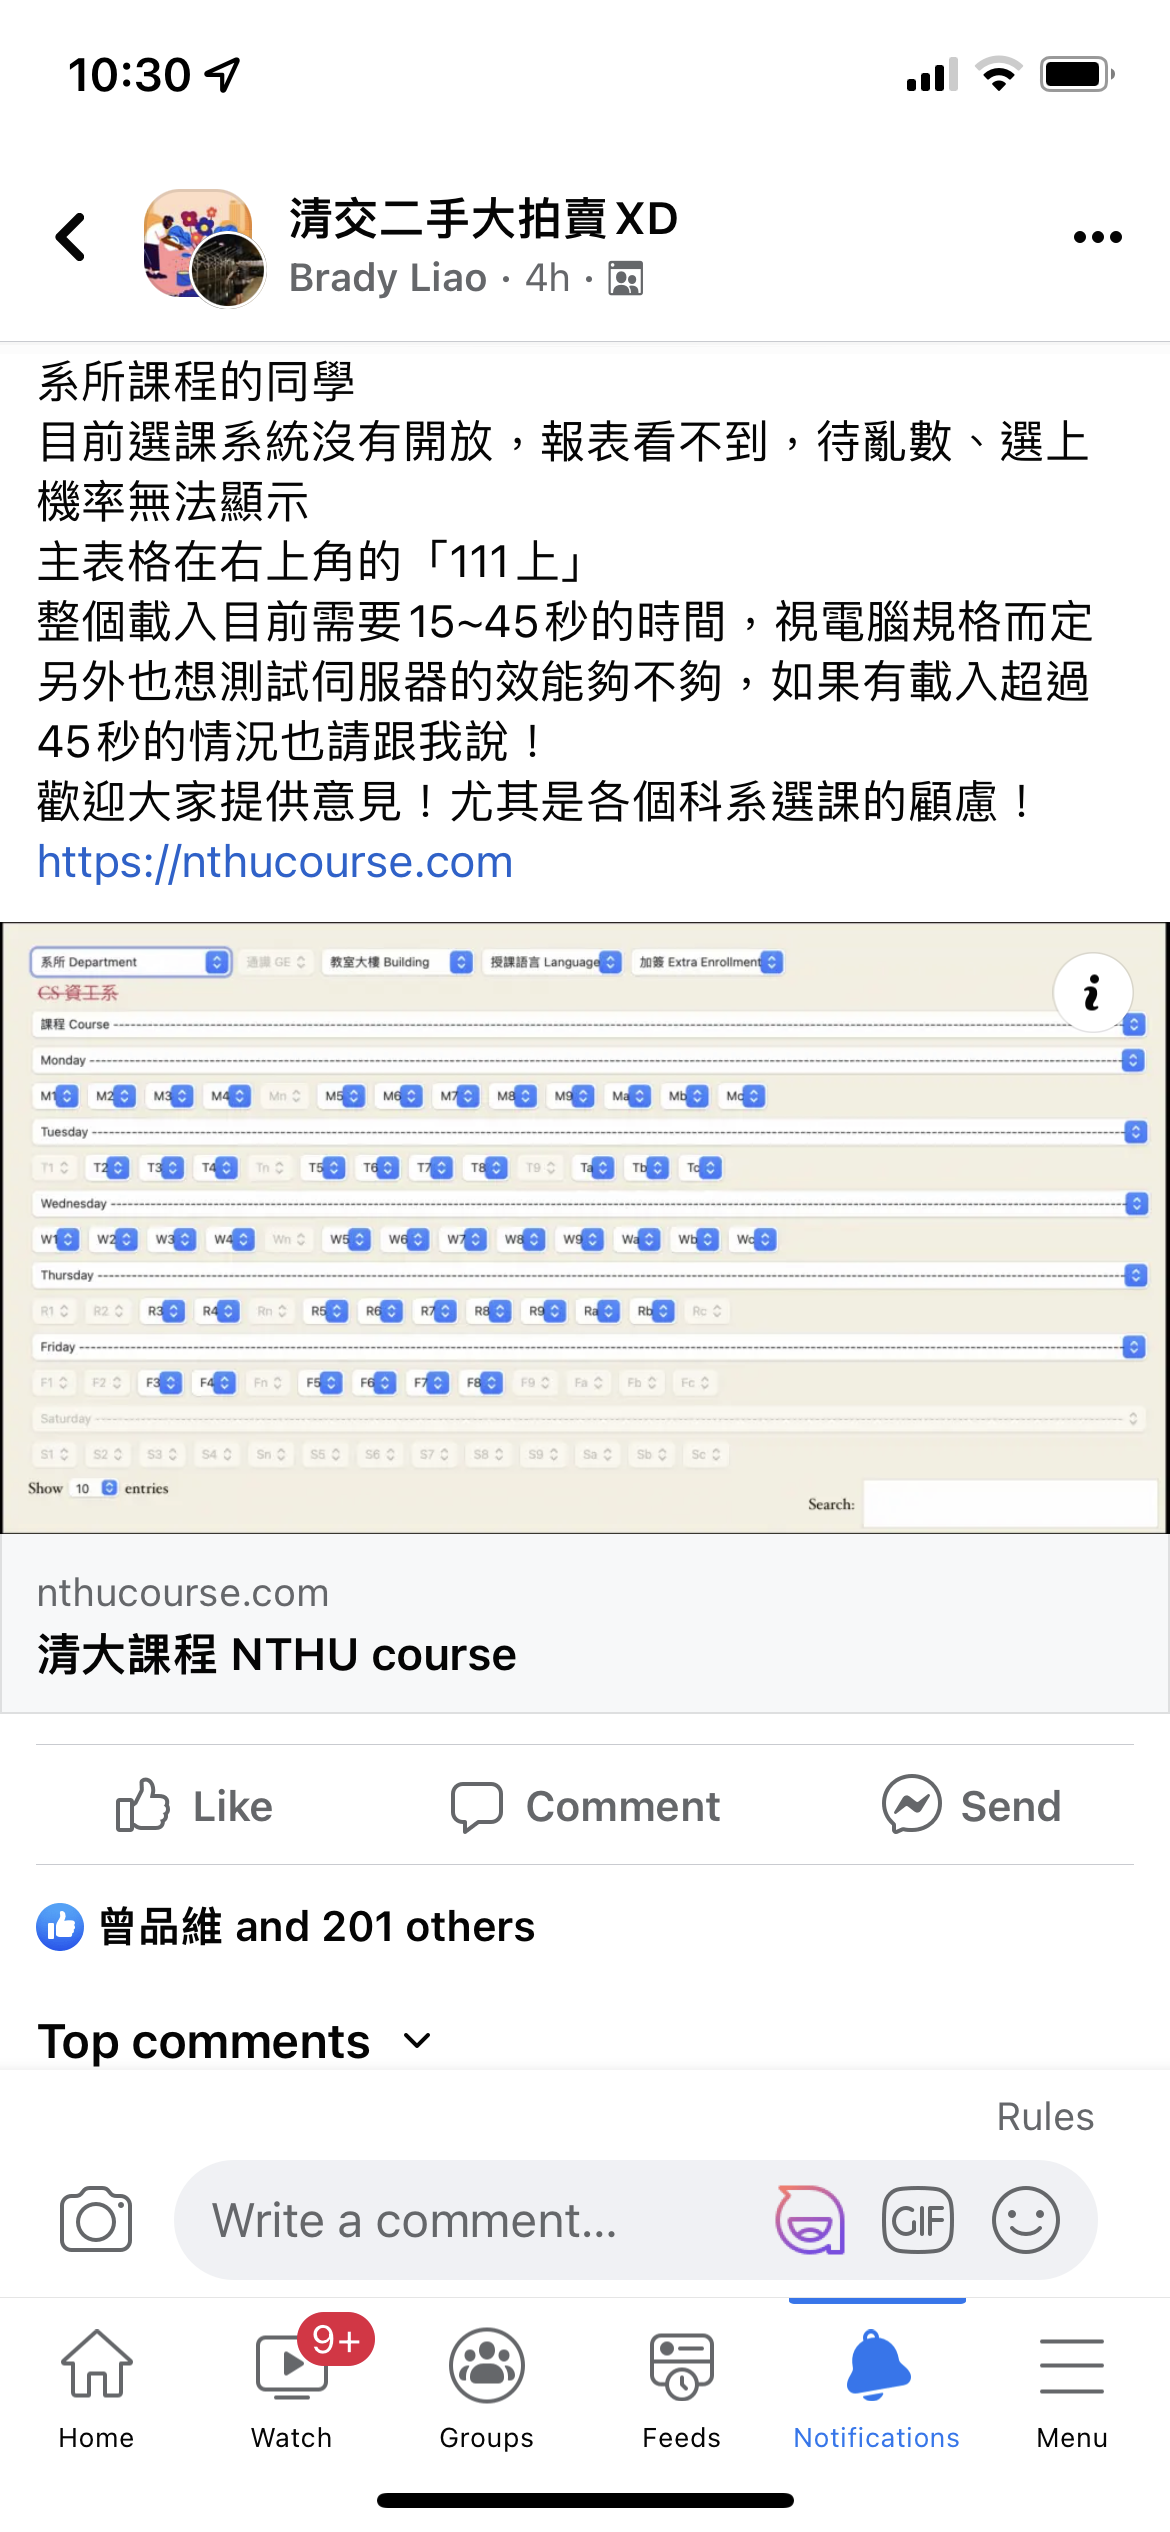 10:30
清交二手大拍賣XD
Brady Liao · 4h ·
系所課程的同學
目前選課系統沒有開放，報表看不到，待亂數、選上
機率無法顯示
主表格在右上角的「111上」
整個載入目前需要15~45秒的時間，視電腦規格而定
另外也想測試伺服器的效能夠不夠，如果有載入超過
45秒的情況也請跟我說！
歡迎大家提供意見！尤其是各個科系選課的顧慮！
https://nthucourse.com
系所 Department 通識 GE 教室大樓 Building 授課語言 Language 加簽 Extra Enrollment
CS 資工系
課程 Course
Monday
M1 M2 M3 M4 Mn M5 M6 M7 M8 M9 Ma Mb Mc
Tuesday
T1 T2 T3 T4 Tn T5 T6 T7 T8 T9 Ta Tb Tc
Wednesday
W1 W2 W3 W4 Wn W5 W6 W7 W8 W9 Wa Wb Wc
Thursday
R1 R2 R3 R4 Rn R5 R6 R7 R8 R9 Ra Rb Rc
Friday
F1 F2 F3 F4 Fn F5 F6 F7 F8 F9 Fa Fb Fc
Saturday
S1 S2 S3 S4 Sn S5 S6 S7 S8 S9 Sa Sb Sc
Show 10 entries
Search:
nthucourse.com
清大課程 NTHU course
Like Comment Send
曾品維 and 201 others
Top comments
Rules
Write a comment... GIF
9+
Home Watch Groups Feeds Notifications Menu